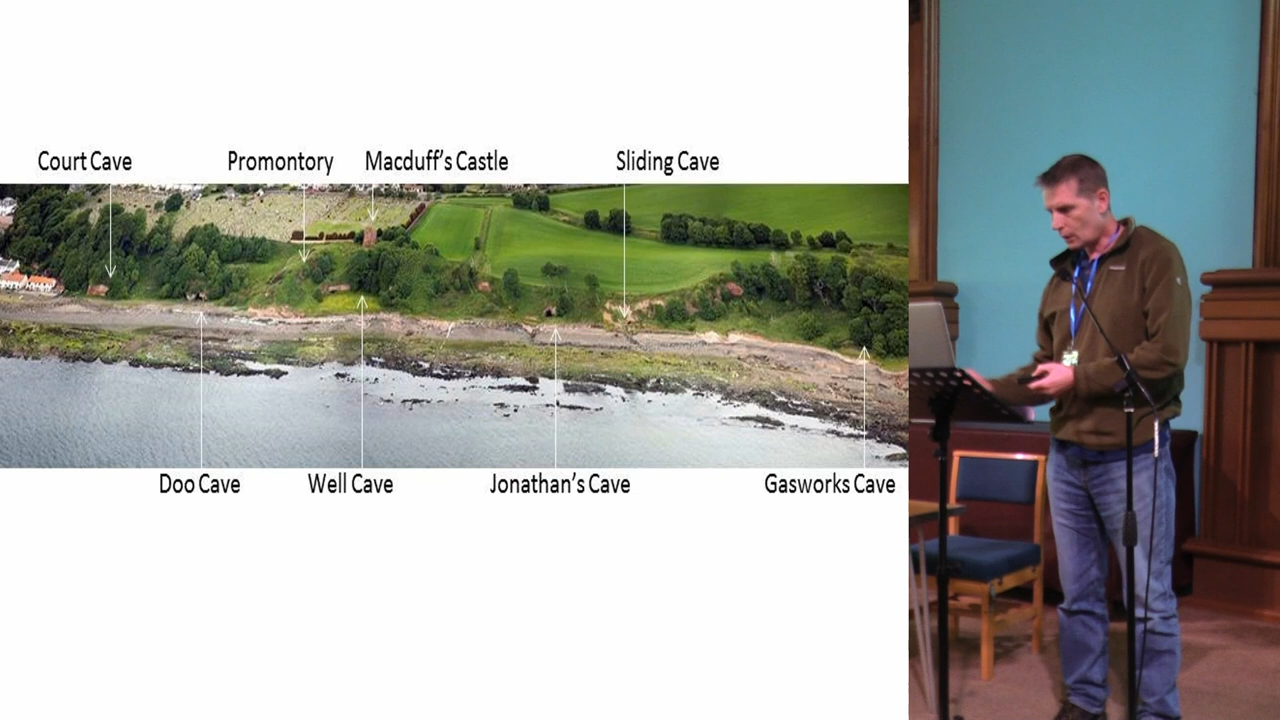 Court Cave
Promontory
Macduff's Castle
Sliding Cave
Doo Cave
Well Cave
Jonathan's Cave
Gasworks Cave